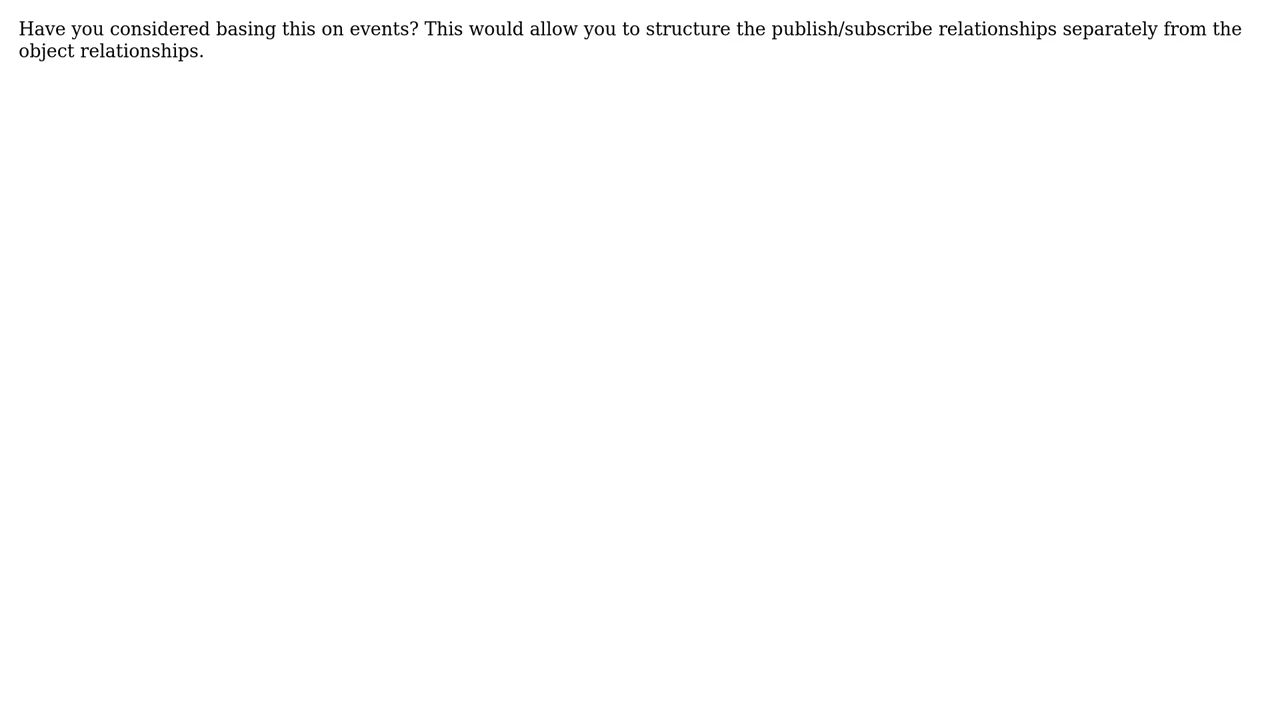 Have you considered basing this on events? This would allow you to structure the publish/subscribe relationships separately from the
object relationships.